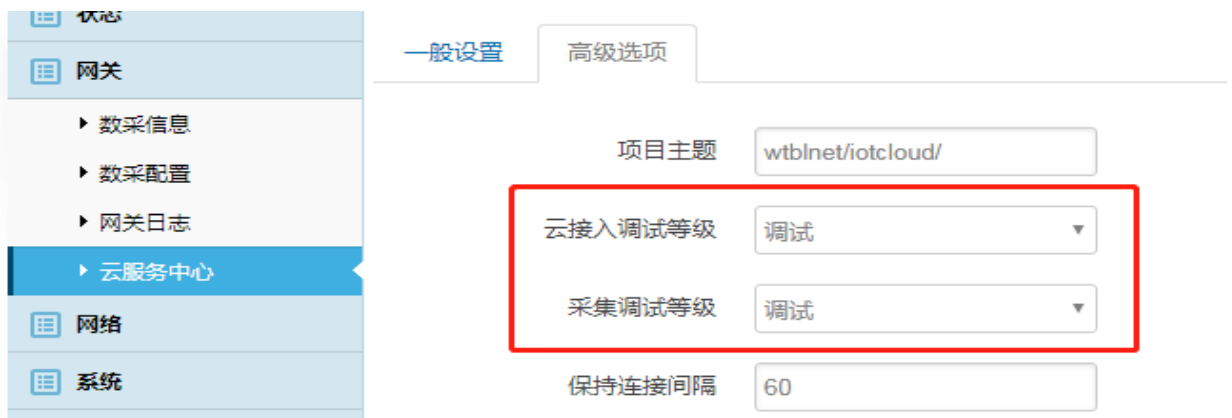 状态
网关
数采信息
数采配置
网关日志
云服务中心
网络
系统
一般设置
高级选项
项目主题
wtblnet/iotcloud/
云接入调试等级
调试
采集调试等级
调试
保持连接间隔
60